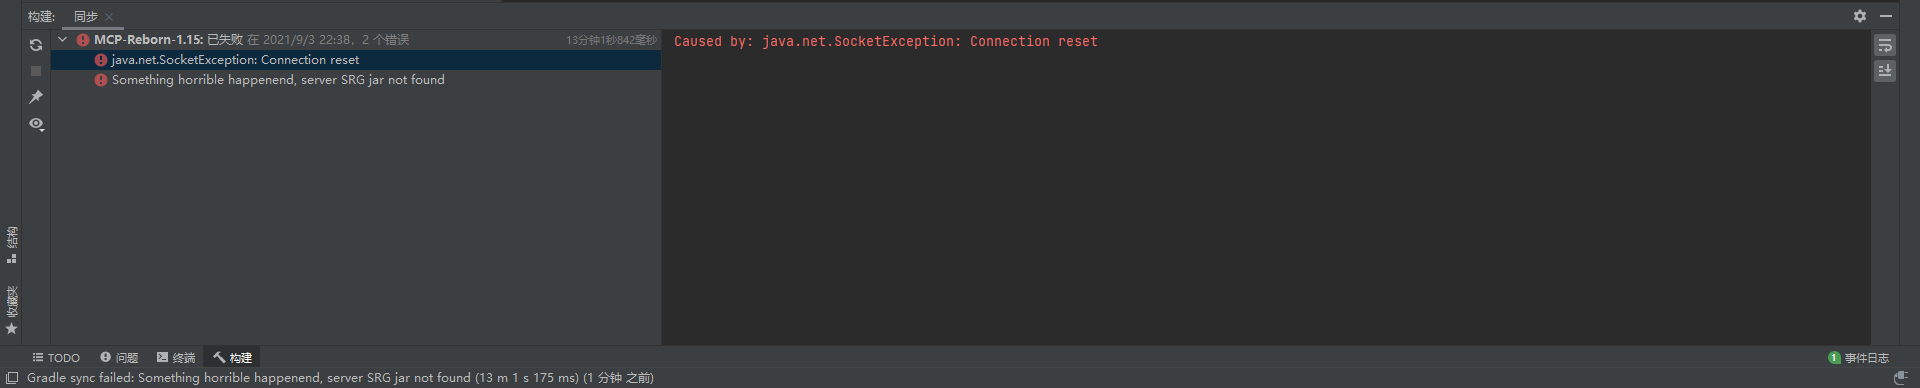 构建: 同步
MCP-Reborn-1.15: 已失败 在 2021/9/3 22:38，2 个错误 13分钟1秒842毫秒
java.net.SocketException: Connection reset
Something horrible happenend, server SRG jar not found
Caused by: java.net.SocketException: Connection reset
结构
收藏夹
TODO 问题 终端 构建 1 事件日志
Gradle sync failed: Something horrible happenend, server SRG jar not found (13 m 1 s 175 ms) (1 分钟 之前)